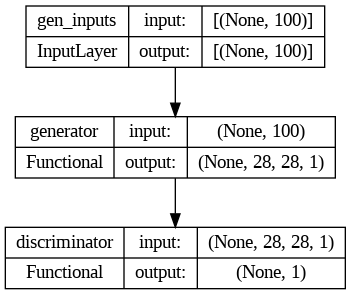 gen_inputs input: [(None, 100)]
InputLayer output: [(None, 100)]
generator input: (None, 100)
Functional output: (None, 28, 28, 1)
discriminator input: (None, 28, 28, 1)
Functional output: (None, 1)